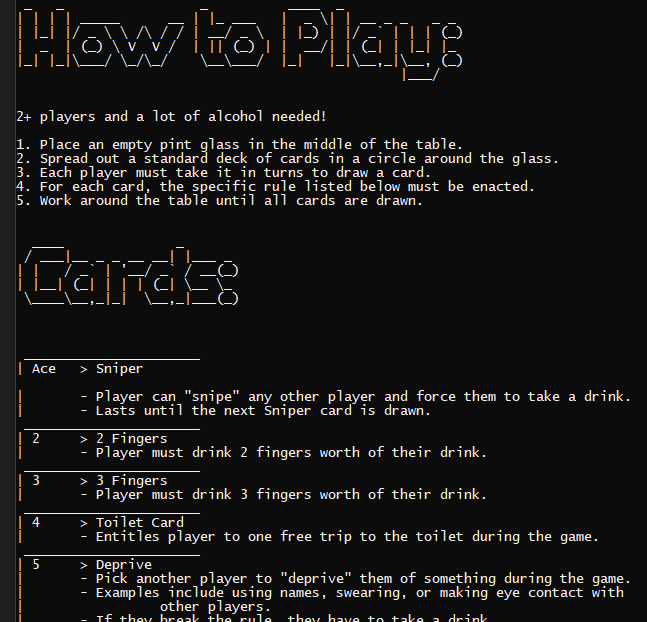 How to Play:
2+ players and a lot of alcohol needed!
1. Place an empty pint glass in the middle of the table.
2. Spread out a standard deck of cards in a circle around the glass.
3. Each player must take it in turns to draw a card.
4. For each card, the specific rule listed below must be enacted.
5. Work around the table until all cards are drawn.
Cards:
| Ace > Sniper
| - Player can "snipe" any other player and force them to take a drink.
| - Lasts until the next Sniper card is drawn.
| 2 > 2 Fingers
| - Player must drink 2 fingers worth of their drink.
| 3 > 3 Fingers
| - Player must drink 3 fingers worth of their drink.
| 4 > Toilet Card
| - Entitles player to one free trip to the toilet during the game.
| 5 > Deprive
| - Pick another player to "deprive" them of something during the game.
| - Examples include using names, swearing, or making eye contact with
| other players.
| - If they break the rule, they have to take a drink